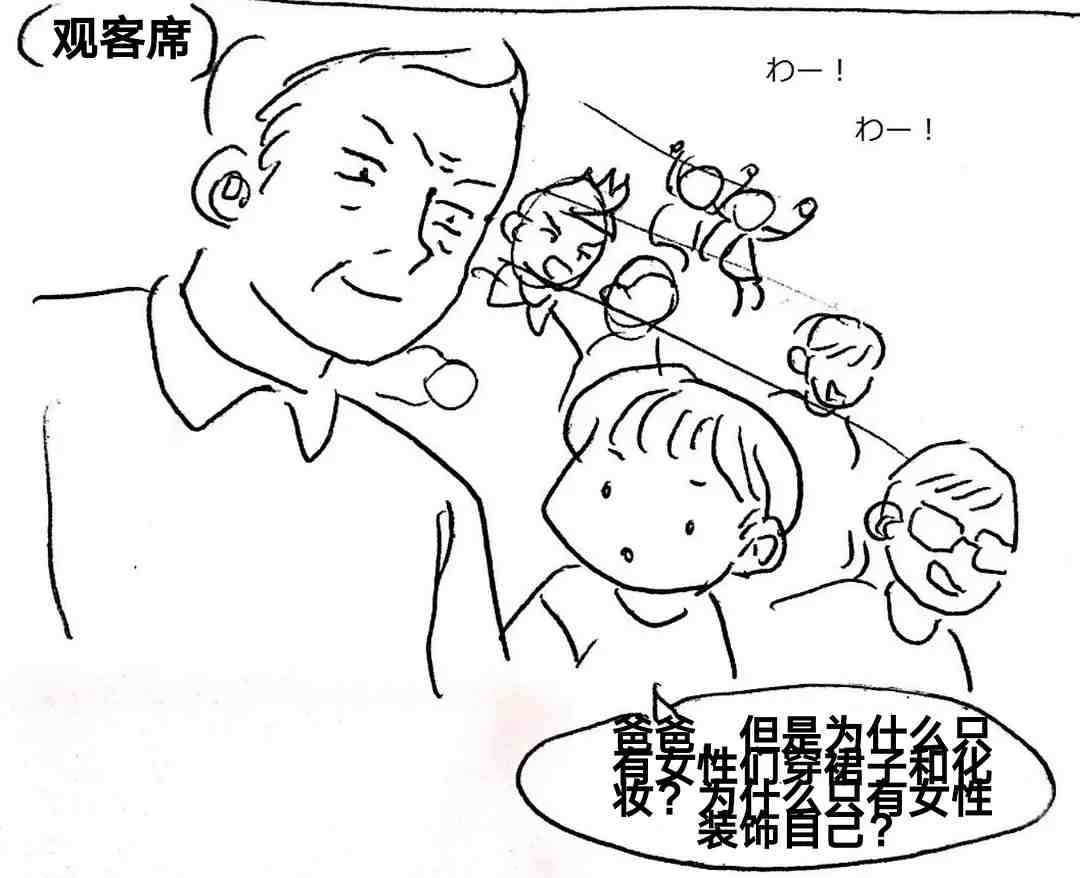 （观客席）
わー！
わー！
爸爸，但是为什么只
有女性们穿裙子和化
妆？为什么只有女性
装饰自己？